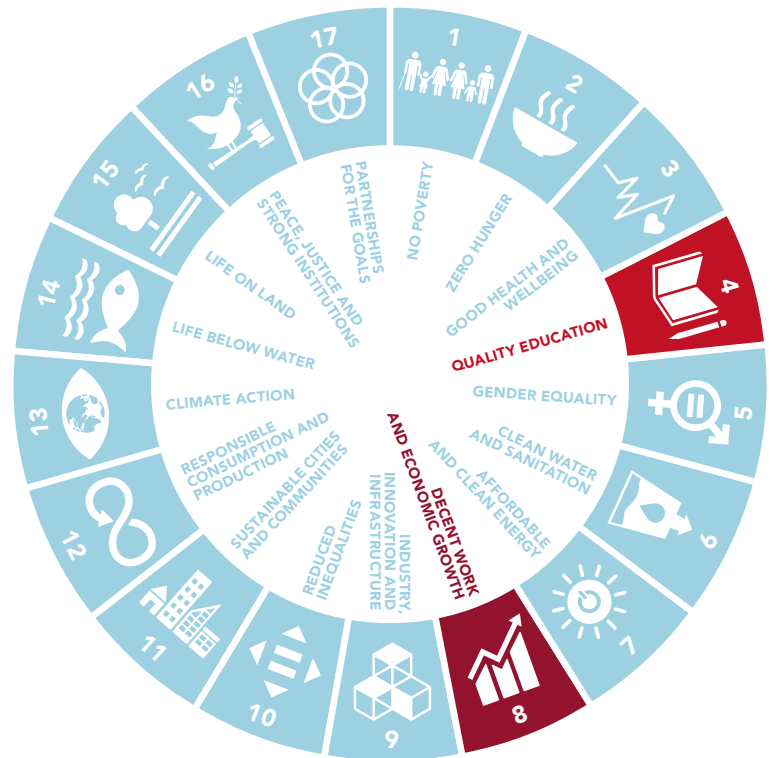 1
NO POVERTY
2
ZERO HUNGER
3
GOOD HEALTH AND
WELLBEING
4
QUALITY EDUCATION
5
GENDER EQUALITY
6
CLEAN WATER
AND SANITATION
7
AFFORDABLE
AND CLEAN ENERGY
8
DECENT WORK
AND ECONOMIC GROWTH
9
INDUSTRY,
INNOVATION AND
INFRASTRUCTURE
10
REDUCED
INEQUALITIES
11
SUSTAINABLE CITIES
AND COMMUNITIES
12
RESPONSIBLE
CONSUMPTION AND
PRODUCTION
13
CLIMATE ACTION
14
LIFE BELOW WATER
15
LIFE ON LAND
16
PEACE, JUSTICE AND
STRONG INSTITUTIONS
17
PARTNERSHIPS
FOR THE GOALS